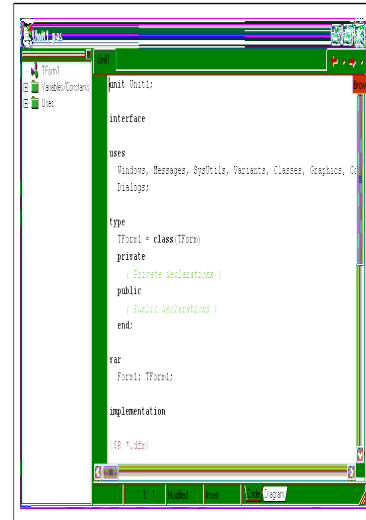 Unit1.pas
Unit1
TForm1
Variables/Constants
Uses
Brow
unit Unit1;
interface
uses
Windows, Messages, SysUtils, Variants, Classes, Graphics, Co
Dialogs;
type
TForm1 = class(TForm)
private
{ Private declarations }
public
{ Public declarations }
end;
var
Form1: TForm1;
implementation
{$R *.dfm}
1: 1 Modified Insert Code Diagram